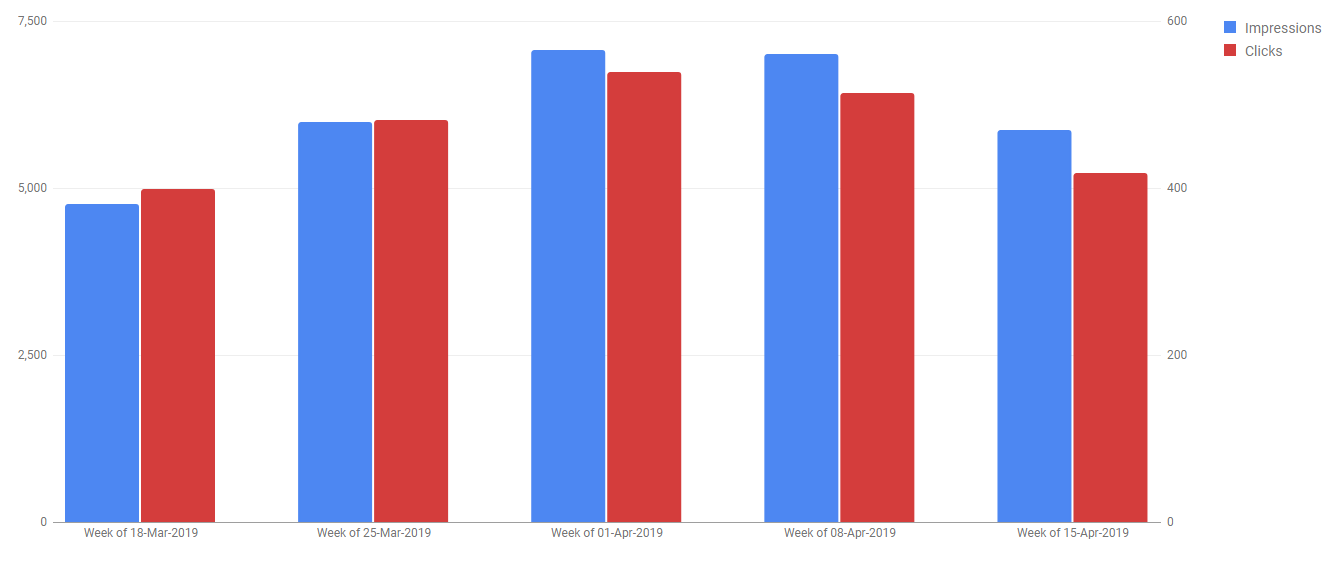 7,500
5,000
2,500
0
600
400
200
0
Week of 18-Mar-2019
Week of 25-Mar-2019
Week of 01-Apr-2019
Week of 08-Apr-2019
Week of 15-Apr-2019
Impressions
Clicks